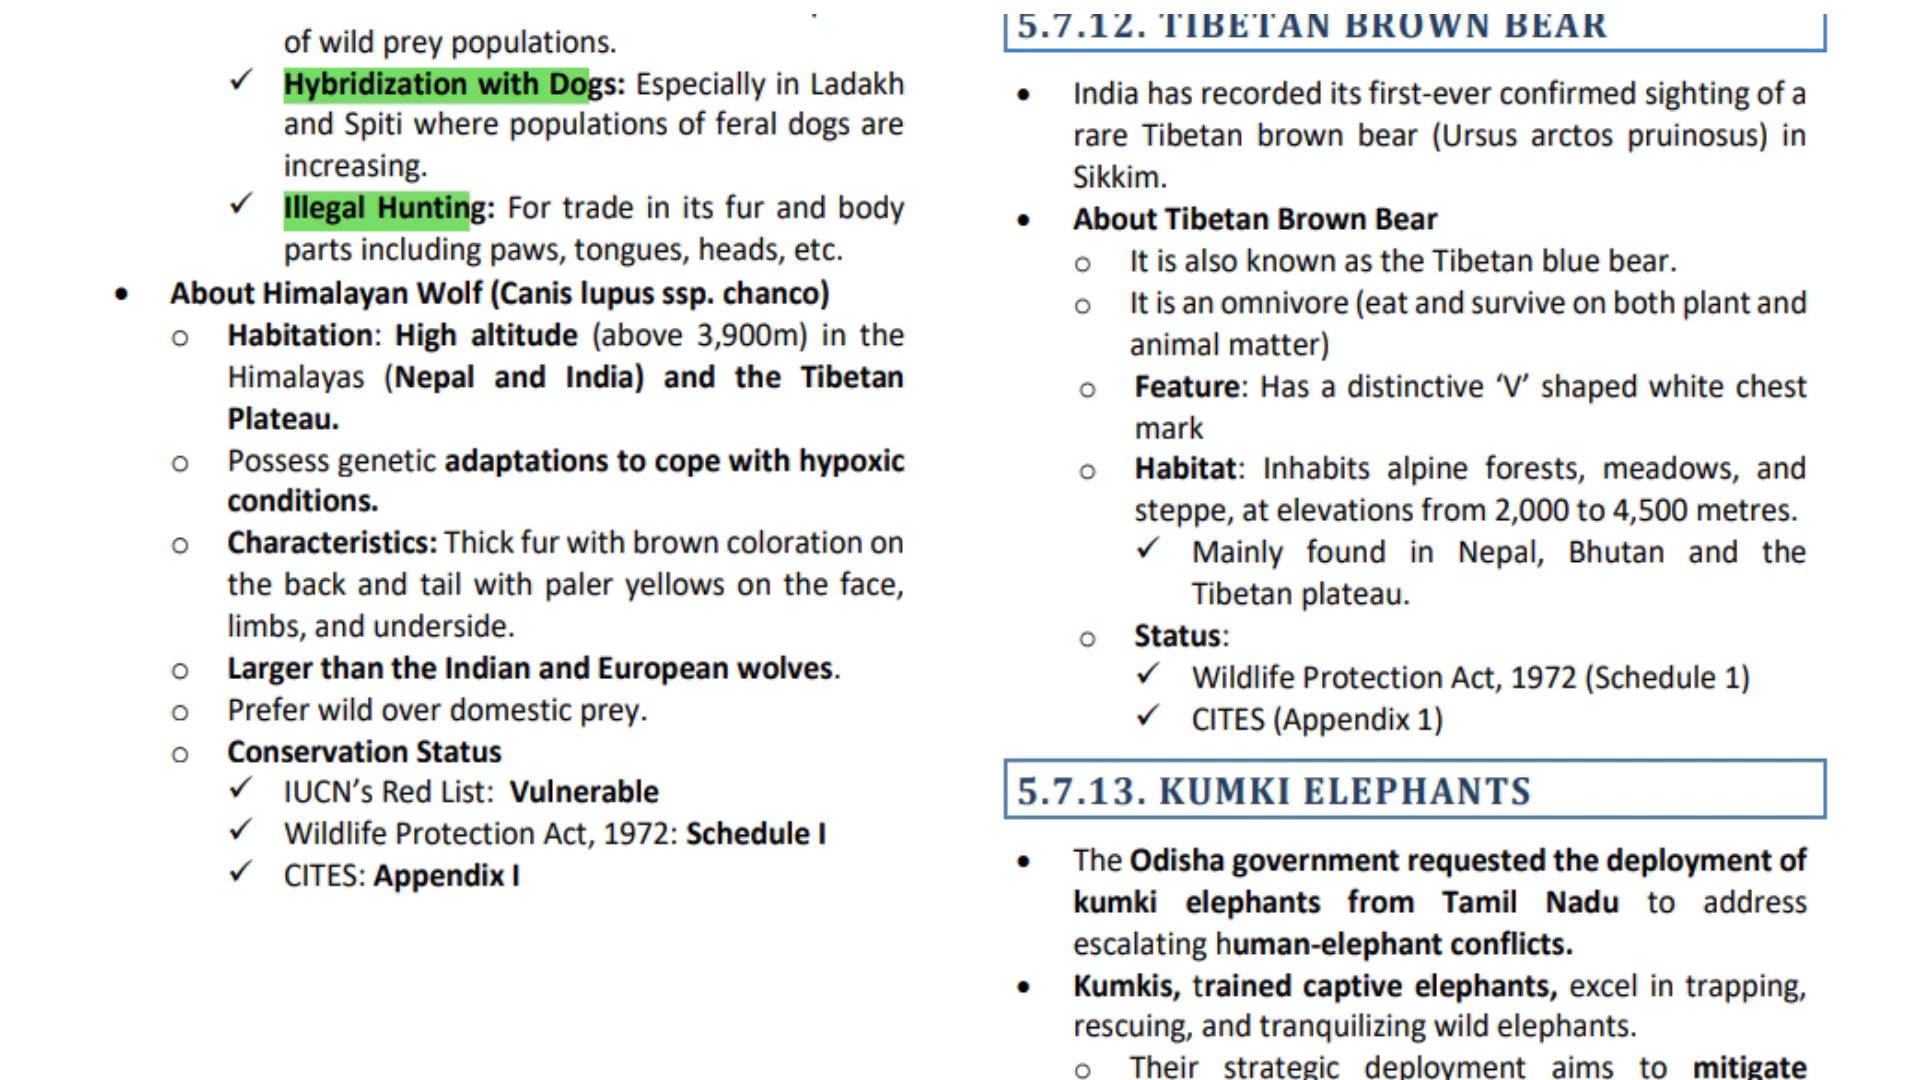 of wild prey populations.
✓ Hybridization with Dogs: Especially in Ladakh
and Spiti where populations of feral dogs are
increasing.
✓ Illegal Hunting: For trade in its fur and body
parts including paws, tongues, heads, etc.
• About Himalayan Wolf (Canis lupus ssp. chanco)
o Habitation: High altitude (above 3,900m) in the
Himalayas (Nepal and India) and the Tibetan
Plateau.
o Possess genetic adaptations to cope with hypoxic
conditions.
o Characteristics: Thick fur with brown coloration on
the back and tail with paler yellows on the face,
limbs, and underside.
o Larger than the Indian and European wolves.
o Prefer wild over domestic prey.
o Conservation Status
✓ IUCN’s Red List: Vulnerable
✓ Wildlife Protection Act, 1972: Schedule I
✓ CITES: Appendix I
5.7.12. TIBETAN BROWN BEAR
• India has recorded its first-ever confirmed sighting of a
rare Tibetan brown bear (Ursus arctos pruinosus) in
Sikkim.
• About Tibetan Brown Bear
o It is also known as the Tibetan blue bear.
o It is an omnivore (eat and survive on both plant and
animal matter)
o Feature: Has a distinctive ‘V’ shaped white chest
mark
o Habitat: Inhabits alpine forests, meadows, and
steppe, at elevations from 2,000 to 4,500 metres.
✓ Mainly found in Nepal, Bhutan and the
Tibetan plateau.
o Status:
✓ Wildlife Protection Act, 1972 (Schedule 1)
✓ CITES (Appendix 1)
5.7.13. KUMKI ELEPHANTS
• The Odisha government requested the deployment of
kumki elephants from Tamil Nadu to address
escalating human-elephant conflicts.
• Kumkis, trained captive elephants, excel in trapping,
rescuing, and tranquilizing wild elephants.
o Their strategic deployment aims to mitigate